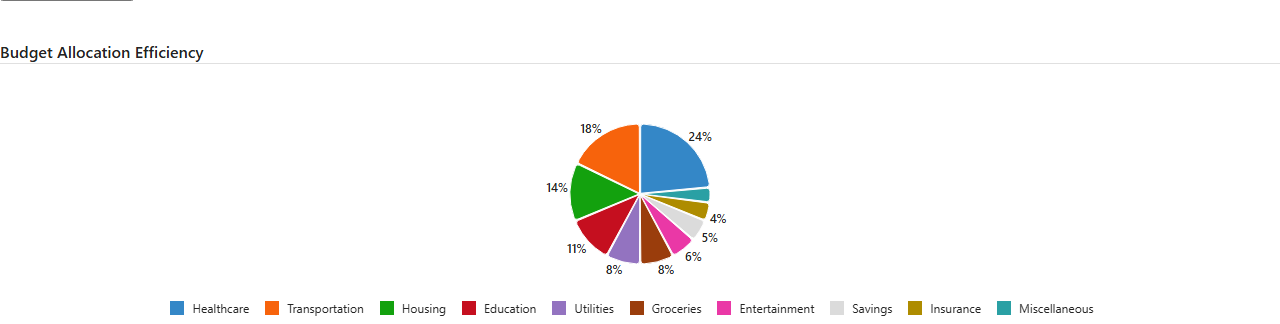 Budget Allocation Efficiency
18%
24%
14%
4%
5%
11%
6%
8%
8%
Healthcare
Transportation
Housing
Education
Utilities
Groceries
Entertainment
Savings
Insurance
Miscellaneous